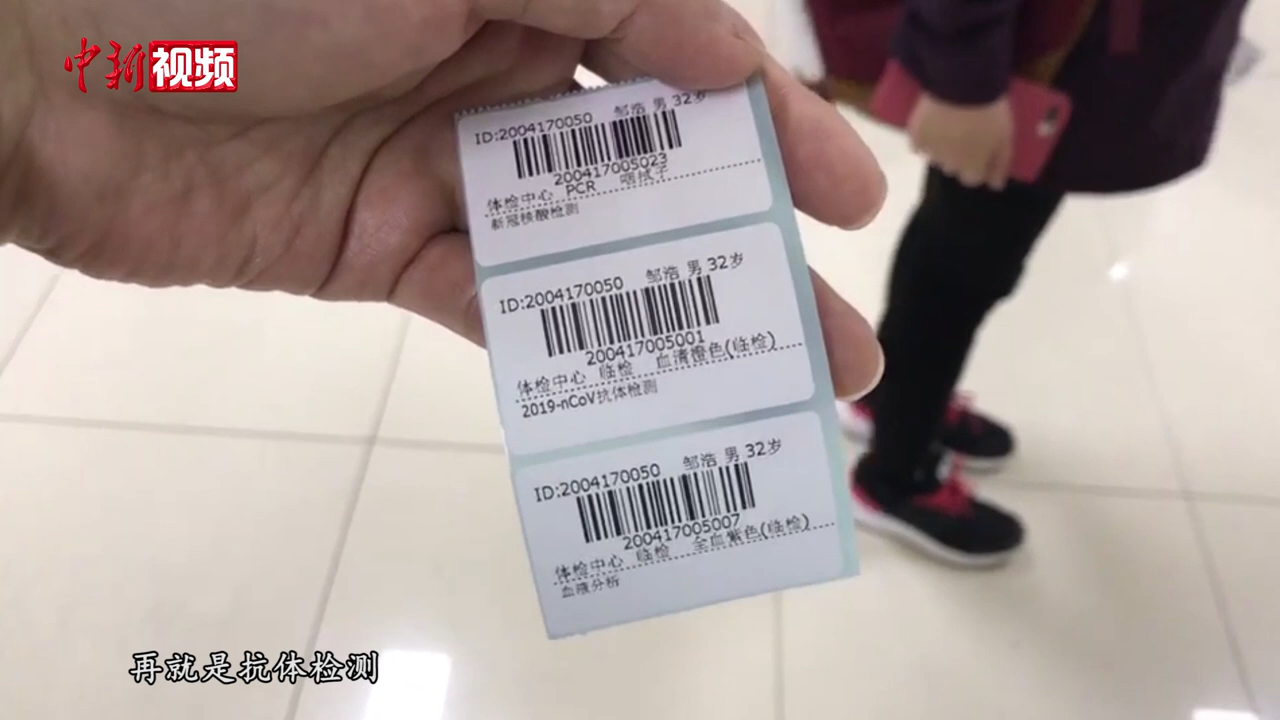 中新视频
ID:2004170050 邹浩 男 32岁
200417005023
体检中心 PCR 咽拭子
新冠核酸检测
ID:2004170050 邹浩 男 32岁
200417005001
体检中心 临检 血清橙色(临检)
2019-nCoV抗体检测
ID:2004170050 邹浩 男 32岁
200417005007
体检中心 临检 全血紫色(临检)
血液分析
再就是抗体检测